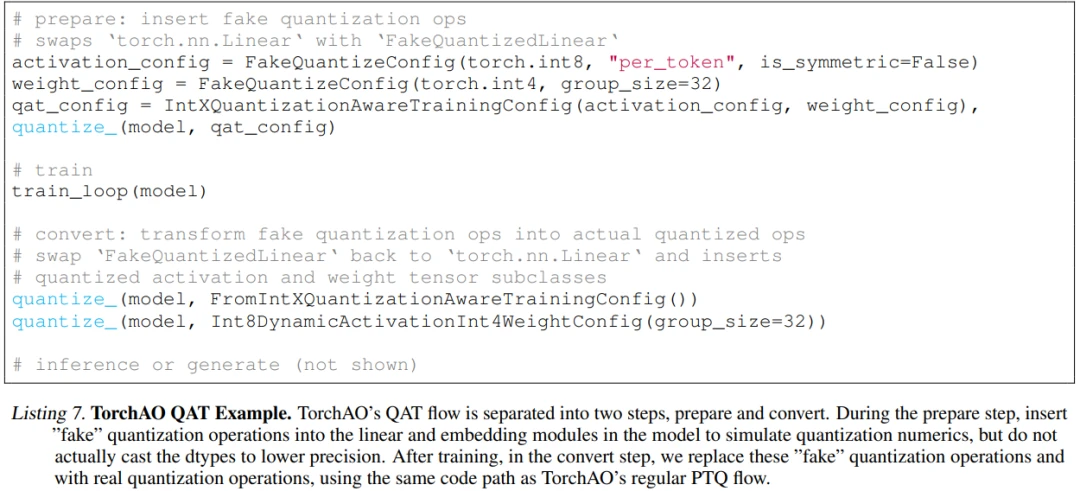 # prepare: insert fake quantization ops
# swaps ‘torch.nn.Linear‘ with ‘FakeQuantizedLinear‘
activation_config = FakeQuantizeConfig(torch.int8, "per_token", is_symmetric=False)
weight_config = FakeQuantizeConfig(torch.int4, group_size=32)
qat_config = IntXQuantizationAwareTrainingConfig(activation_config, weight_config),
quantize_(model, qat_config)
# train
train_loop(model)
# convert: transform fake quantization ops into actual quantized ops
# swap ‘FakeQuantizedLinear‘ back to ‘torch.nn.Linear‘ and inserts
# quantized activation and weight tensor subclasses
quantize_(model, FromIntXQuantizationAwareTrainingConfig())
quantize_(model, Int8DynamicActivationInt4WeightConfig(group_size=32))
# inference or generate (not shown)
Listing 7. TorchAO QAT Example. TorchAO's QAT flow is separated into two steps, prepare and convert. During the prepare step, insert
”fake” quantization operations into the linear and embedding modules in the model to simulate quantization numerics, but do not
actually cast the dtypes to lower precision. After training, in the convert step, we replace these ”fake” quantization operations and
with real quantization operations, using the same code path as TorchAO's regular PTQ flow.